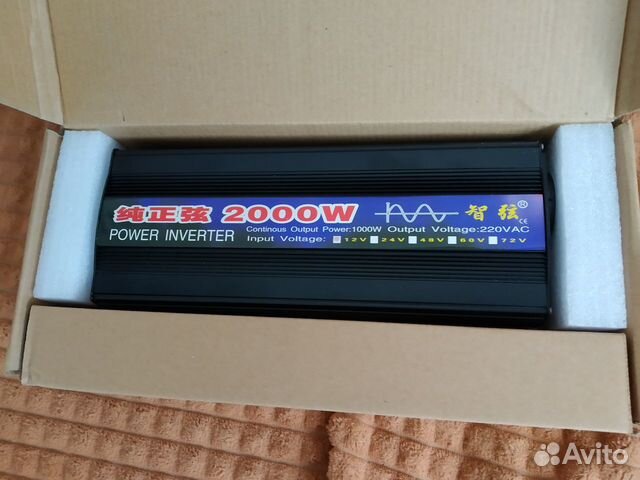 纯正弦 2000W 智弦®
POWER INVERTER
Continous Output Power:1000W Output Voltage:220VAC
Input Voltage: 12V 24V 48V 60V 72V
CE
Avito